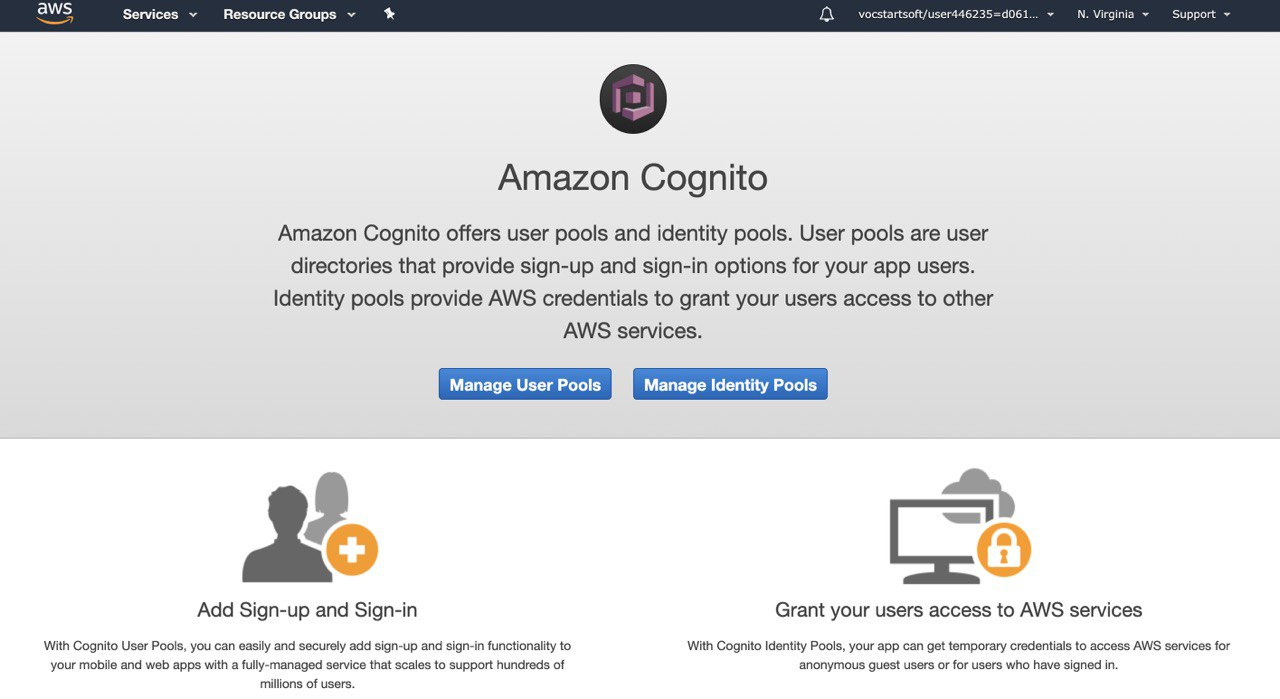 aws
Services
Resource Groups
vocstartsoft/user446235=d061...
N. Virginia
Support
Amazon Cognito
Amazon Cognito offers user pools and identity pools. User pools are user
directories that provide sign-up and sign-in options for your app users.
Identity pools provide AWS credentials to grant your users access to other
AWS services.
Manage User Pools
Manage Identity Pools
Add Sign-up and Sign-in
With Cognito User Pools, you can easily and securely add sign-up and sign-in functionality to
your mobile and web apps with a fully-managed service that scales to support hundreds of
millions of users.
Grant your users access to AWS services
With Cognito Identity Pools, your app can get temporary credentials to access AWS services for
anonymous guest users or for users who have signed in.